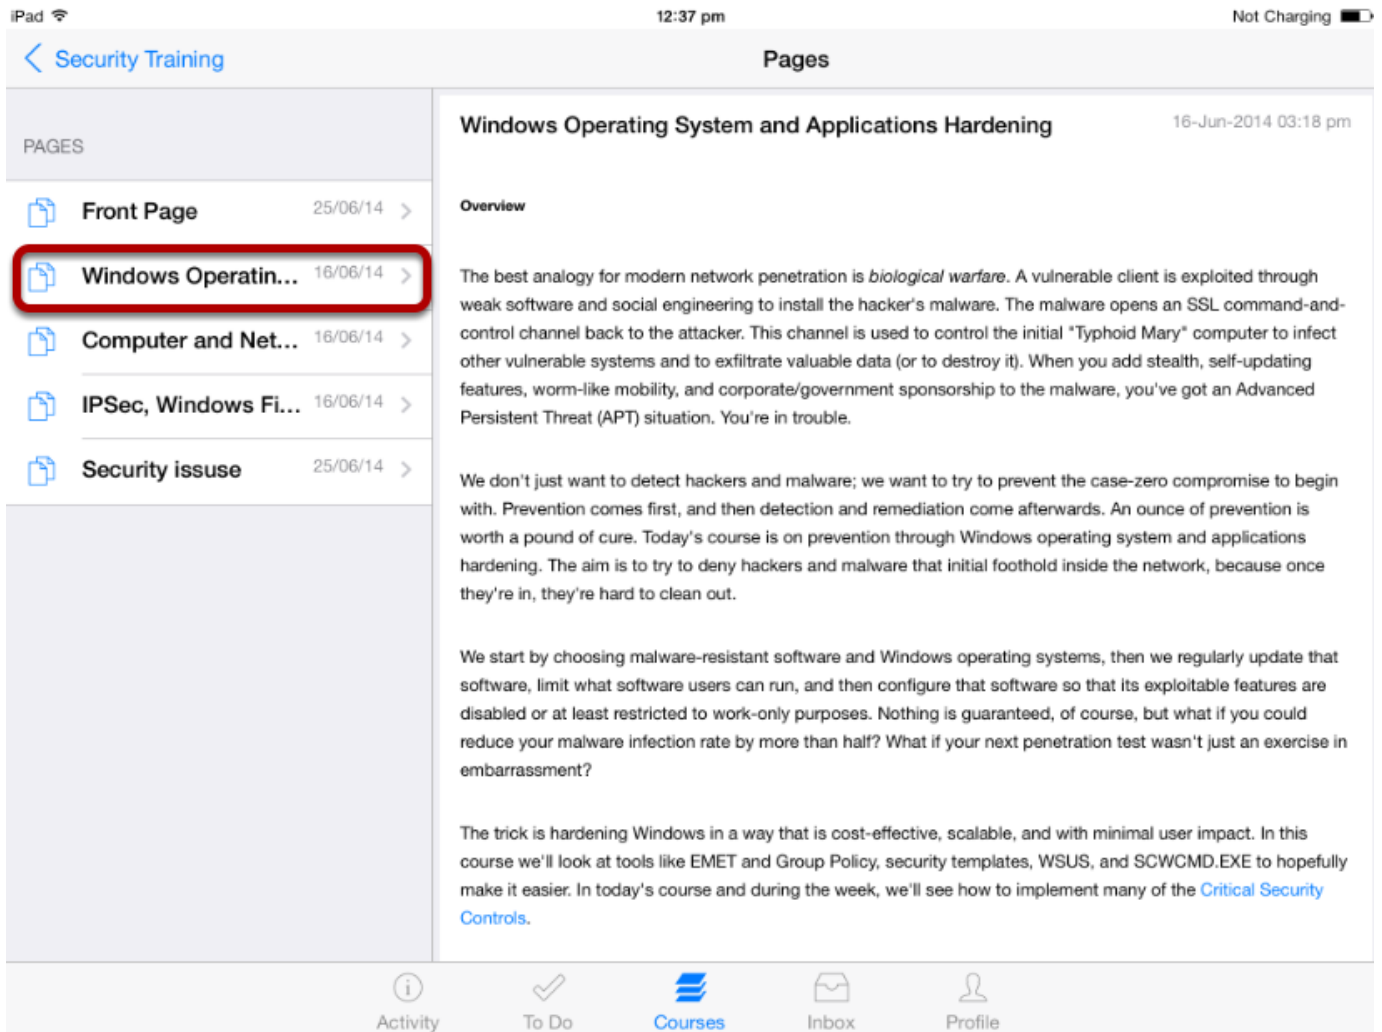 iPad
12:37 pm
Not Charging
Security Training
Pages
PAGES
Front Page 25/06/14
Windows Operatin... 16/06/14
Computer and Net... 16/06/14
IPSec, Windows Fi... 16/06/14
Security issuse 25/06/14
Windows Operating System and Applications Hardening 16-Jun-2014 03:18 pm
Overview
The best analogy for modern network penetration is biological warfare. A vulnerable client is exploited through
weak software and social engineering to install the hacker's malware. The malware opens an SSL command-and-
control channel back to the attacker. This channel is used to control the initial "Typhoid Mary" computer to infect
other vulnerable systems and to exfiltrate valuable data (or to destroy it). When you add stealth, self-updating
features, worm-like mobility, and corporate/government sponsorship to the malware, you've got an Advanced
Persistent Threat (APT) situation. You're in trouble.
We don't just want to detect hackers and malware; we want to try to prevent the case-zero compromise to begin
with. Prevention comes first, and then detection and remediation come afterwards. An ounce of prevention is
worth a pound of cure. Today's course is on prevention through Windows operating system and applications
hardening. The aim is to try to deny hackers and malware that initial foothold inside the network, because once
they're in, they're hard to clean out.
We start by choosing malware-resistant software and Windows operating systems, then we regularly update that
software, limit what software users can run, and then configure that software so that its exploitable features are
disabled or at least restricted to work-only purposes. Nothing is guaranteed, of course, but what if you could
reduce your malware infection rate by more than half? What if your next penetration test wasn't just an exercise in
embarrassment?
The trick is hardening Windows in a way that is cost-effective, scalable, and with minimal user impact. In this
course we'll look at tools like EMET and Group Policy, security templates, WSUS, and SCWCMD.EXE to hopefully
make it easier. In today's course and during the week, we'll see how to implement many of the Critical Security
Controls.
Activity
To Do
Courses
Inbox
Profile